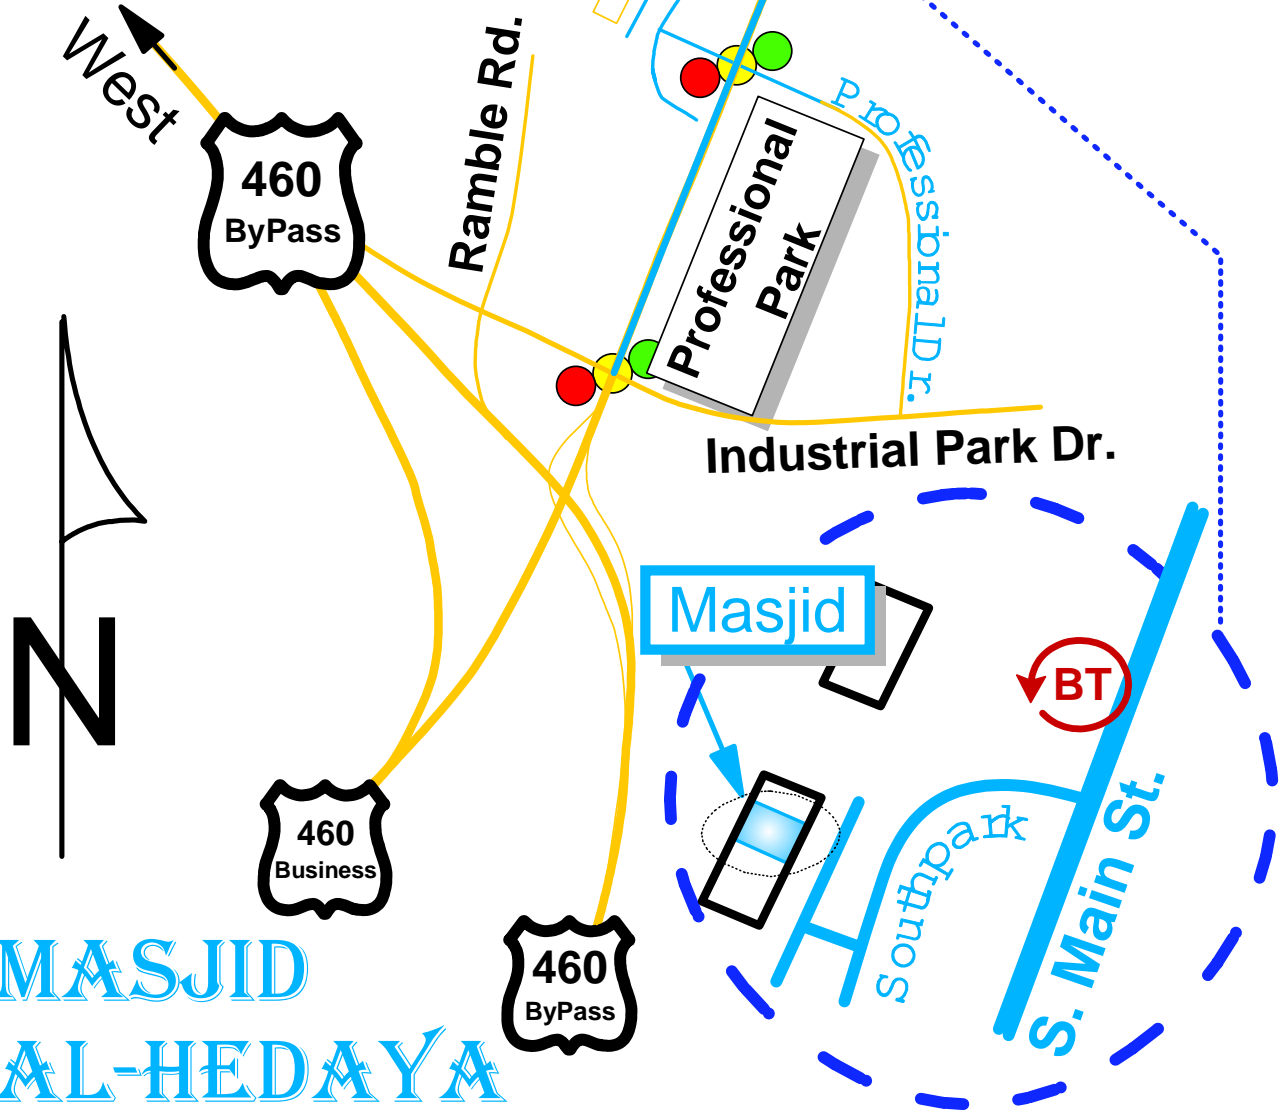 West
460
ByPass
Ramble Rd.
Professional Dr.
Professional
Park
Industrial Park Dr.
N
Masjid
BT
460
Business
460
ByPass
Southpark
S. Main St.
MASJID
AL-HEDAYA